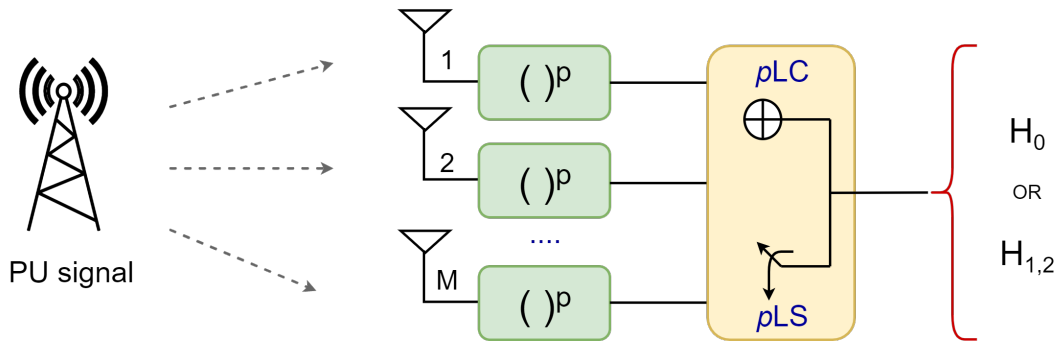 PU signal
1
( )ᵖ
2
( )ᵖ
....
M
( )ᵖ
pLC
pLS
H₀
OR
H₁,₂